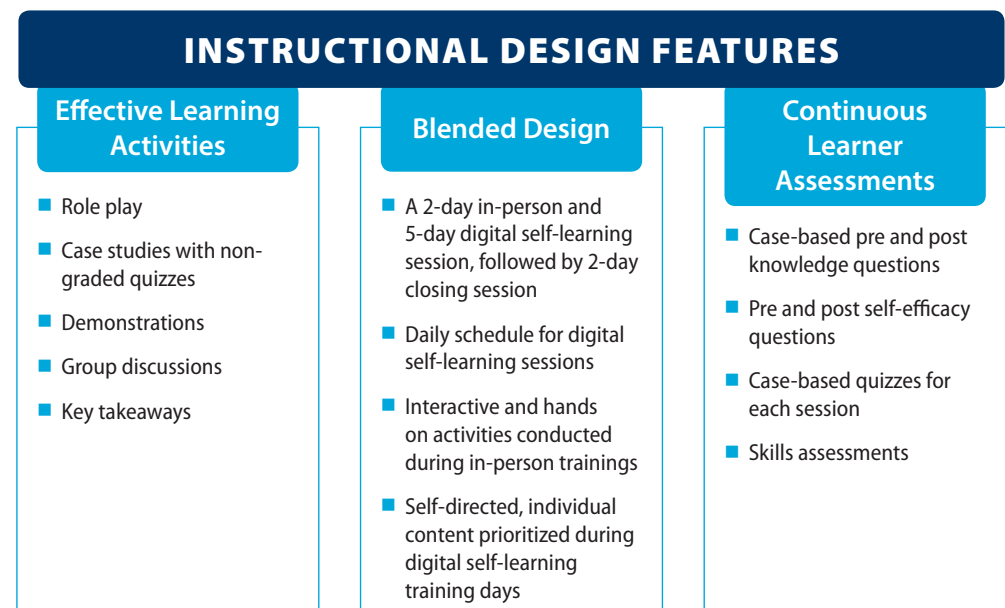 INSTRUCTIONAL DESIGN FEATURES
Effective Learning
Activities
Role play
Case studies with non-
graded quizzes
Demonstrations
Group discussions
Key takeaways
Blended Design
A 2-day in-person and
5-day digital self-learning
session, followed by 2-day
closing session
Daily schedule for digital
self-learning sessions
Interactive and hands
on activities conducted
during in-person trainings
Self-directed, individual
content prioritized during
digital self-learning
training days
Continuous
Learner
Assessments
Case-based pre and post
knowledge questions
Pre and post self-efficacy
questions
Case-based quizzes for
each session
Skills assessments